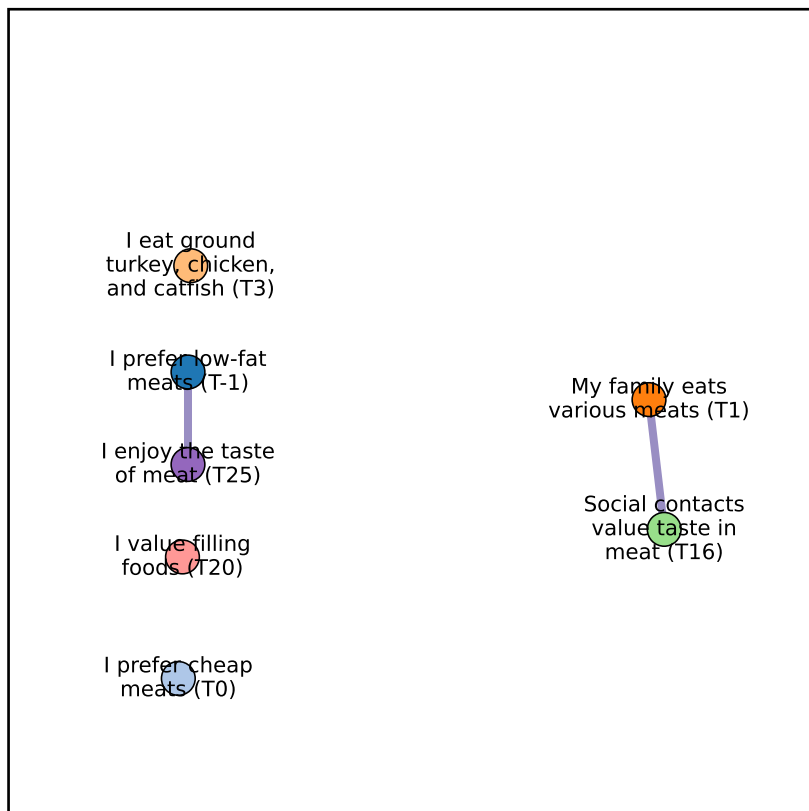 I eat ground
turkey, chicken,
and catfish (T3)
I prefer low-fat
meats (T-1)
My family eats
various meats (T1)
I enjoy the taste
of meat (T25)
Social contacts
value taste in
meat (T16)
I value filling
foods (T20)
I prefer cheap
meats (T0)